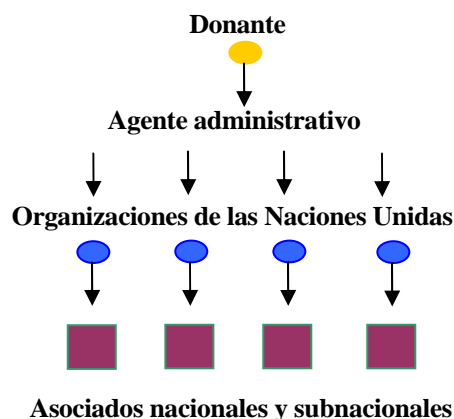 Donante
Agente administrativo
Organizaciones de las Naciones Unidas
Asociados nacionales y subnacionales